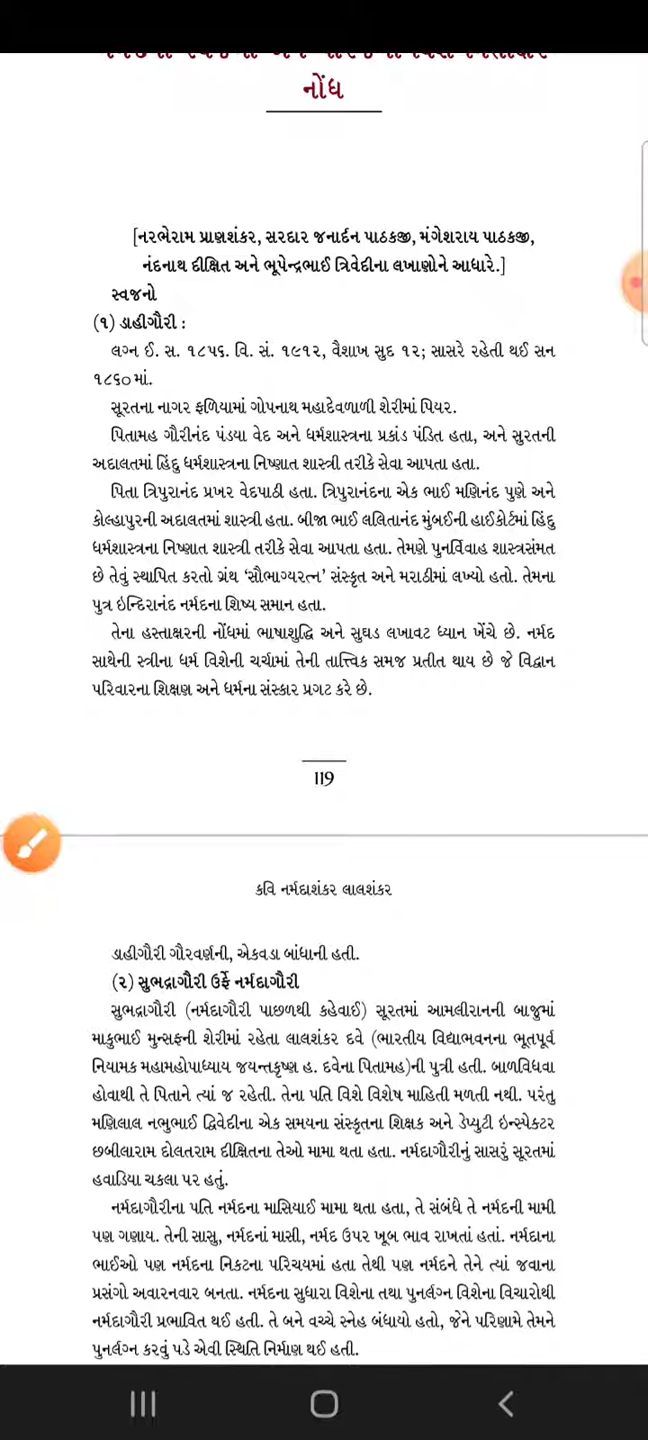 નોંધ
[નરભેરામ પ્રાણશંકર, સરદાર જનાર્દન પાઠકજી, મંગેશરાય પાઠકજી,
નંદનાથ દીક્ષિત અને ભૂપેન્દ્રભાઈ ત્રિવેદીના લખાણોને આધારે.]
સ્વજનો
(૧) ડાહીગૌરી :
લગ્ન ઈ. સ. ૧૮૫૬. વિ. સં. ૧૯૧૨, વૈશાખ સુદ ૧૨; સાસરે રહેતી થઈ સન
૧૮૬૦માં.
સૂરતના નાગર ફળિયામાં ગોપનાથ મહાદેવળાળી શેરીમાં પિયર.
પિતામહ ગૌરીનંદ પંડયા વેદ અને ધર્મશાસ્ત્રના પ્રકાંડ પંડિત હતા, અને સુરતની
અદાલતમાં હિંદુ ધર્મશાસ્ત્રના નિષ્ણાત શાસ્ત્રી તરીકે સેવા આપતા હતા.
પિતા ત્રિપુરાનંદ પ્રખર વેદપાઠી હતા. ત્રિપુરાનંદના એક ભાઈ મણિનંદ પુણે અને
કોલ્હાપુરની અદાલતમાં શાસ્ત્રી હતા. બીજા ભાઈ લલિતાનંદ મુંબઈની હાઈકોર્ટમાં હિંદુ
ધર્મશાસ્ત્રના નિષ્ણાત શાસ્ત્રી તરીકે સેવા આપતા હતા. તેમણે પુનર્વિવાહ શાસ્ત્રસંમત
છે તેવું સ્થાપિત કરતો ગ્રંથ ‘સૌભાગ્યરત્ન’ સંસ્કૃત અને મરાઠીમાં લખ્યો હતો. તેમના
પુત્ર ઇન્દિરાનંદ નર્મદના શિષ્ય સમાન હતા.
તેના હસ્તાક્ષરની નોંધમાં ભાષાશુદ્ધિ અને સુઘડ લખાવટ ધ્યાન ખેંચે છે. નર્મદ
સાથેની સ્ત્રીના ધર્મ વિશેની ચર્ચામાં તેની તાત્ત્વિક સમજ પ્રતીત થાય છે જે વિદ્વાન
પરિવારના શિક્ષણ અને ધર્મના સંસ્કાર પ્રગટ કરે છે.
119
કવિ નર્મદાશંકર લાલશંકર
ડાહીગૌરી ગૌરવર્ણની, એકવડા બાંધાની હતી.
(૨) સુભદ્રાગૌરી ઉર્ફે નર્મદાગૌરી
સુભદ્રાગૌરી (નર્મદાગૌરી પાછળથી કહેવાઈ) સૂરતમાં આમલીરાનની બાજુમાં
માકુભાઈ મુન્સફની શેરીમાં રહેતા લાલશંકર દવે (ભારતીય વિદ્યાભવનના ભૂતપૂર્વ
નિયામક મહામહોપાધ્યાય જયન્તકૃષ્ણ હ. દવેના પિતામહ)ની પુત્રી હતી. બાળવિધવા
હોવાથી તે પિતાને ત્યાં જ રહેતી. તેના પતિ વિશે વિશેષ માહિતી મળતી નથી. પરંતુ
મણિલાલ નભુભાઈ દ્વિવેદીના એક સમયના સંસ્કૃતના શિક્ષક અને ડેપ્યુટી ઇન્સ્પેક્ટર
છબીલારામ દોલતરામ દીક્ષિતના તેઓ મામા થતા હતા. નર્મદાગૌરીનું સાસરું સૂરતમાં
હવાડિયા ચકલા પર હતું.
નર્મદાગૌરીના પતિ નર્મદના માસિયાઈ મામા થતા હતા, તે સંબંધે તે નર્મદની મામી
પણ ગણાય. તેની સાસુ, નર્મદનાં માસી, નર્મદ ઉપર ખૂબ ભાવ રાખતાં હતાં. નર્મદાના
ભાઈઓ પણ નર્મદના નિકટના પરિચયમાં હતા તેથી પણ નર્મદને તેને ત્યાં જવાના
પ્રસંગો અવારનવાર બનતા. નર્મદના સુધારા વિશેના તથા પુનર્લગ્ન વિશેના વિચારોથી
નર્મદાગૌરી પ્રભાવિત થઈ હતી. તે બને વચ્ચે સ્નેહ બંધાયો હતો, જેને પરિણામે તેમને
પુનર્લગ્ન કરવું પડે એવી સ્થિતિ નિર્માણ થઈ હતી.